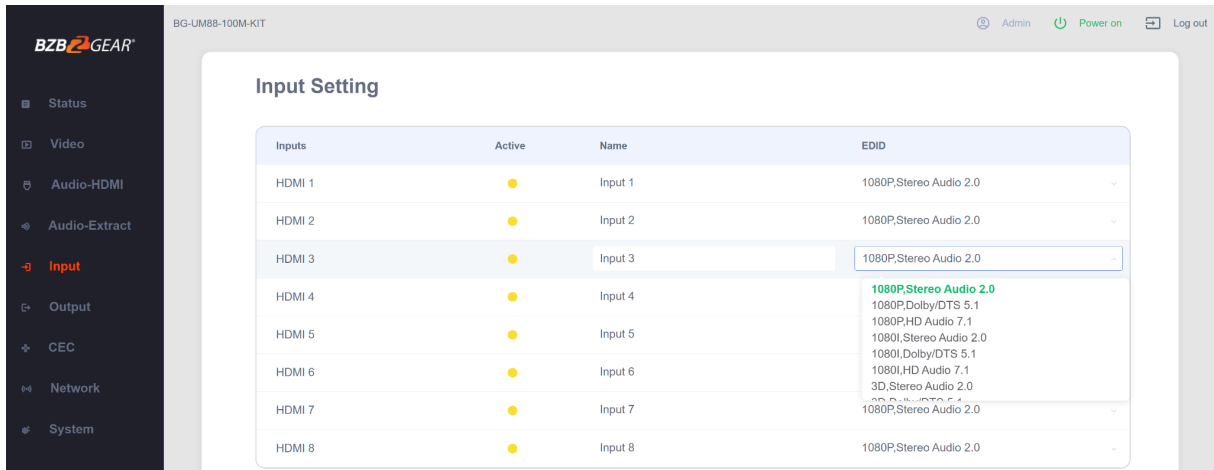 BG-UM88-100M-KIT
Admin
Power on
Log out
BZB GEAR®
Status
Video
Audio-HDMI
Audio-Extract
Input
Output
CEC
Network
System
Input Setting
Inputs Active Name EDID
HDMI 1 Input 1 1080P,Stereo Audio 2.0
HDMI 2 Input 2 1080P,Stereo Audio 2.0
HDMI 3 Input 3 1080P,Stereo Audio 2.0
HDMI 4 Input 4
HDMI 5 Input 5
HDMI 6 Input 6
1080P,Stereo Audio 2.0
1080P,Dolby/DTS 5.1
1080P,HD Audio 7.1
1080I,Stereo Audio 2.0
1080I,Dolby/DTS 5.1
1080I,HD Audio 7.1
3D,Stereo Audio 2.0
3D,Dolby/DTS 5.1
HDMI 7 Input 7 1080P,Stereo Audio 2.0
HDMI 8 Input 8 1080P,Stereo Audio 2.0